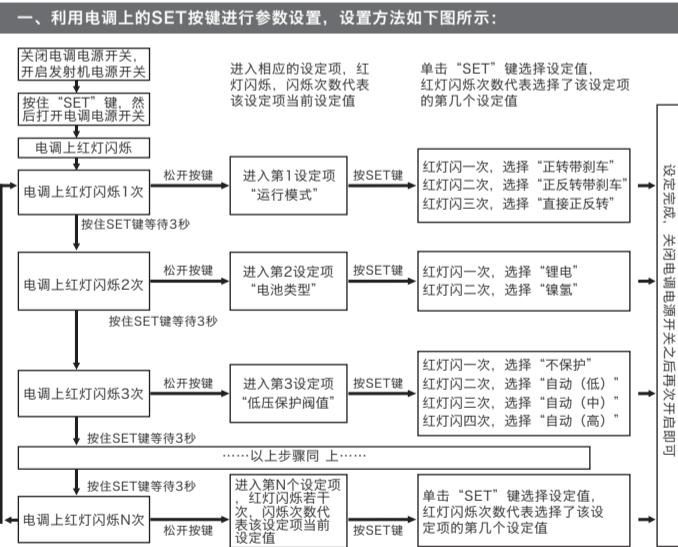 一、利用电调上的SET按键进行参数设置，设置方法如下图所示：
关闭电调电源开关，
开启发射机电源开关
按住“SET”键，然
后打开电调电源开关
电调上红灯闪烁
进入相应的设定项，红
灯闪烁，闪烁次数代表
该设定项当前设定值
单击“SET”键选择设定值，
红灯闪烁次数代表选择了该设定项
的第几个设定值
电调上红灯闪烁1次
松开按键
进入第1设定项
“运行模式”
按SET键
红灯闪一次，选择“正转带刹车”
红灯闪二次，选择“正反转带刹车”
红灯闪三次，选择“直接正反转”
按住SET键等待3秒
电调上红灯闪烁2次
松开按键
进入第2设定项
“电池类型”
按SET键
红灯闪一次，选择“锂电”
红灯闪二次，选择“镍氢”
按住SET键等待3秒
电调上红灯闪烁3次
松开按键
进入第3设定项
“低压保护阀值”
按SET键
红灯闪一次，选择“不保护”
红灯闪二次，选择“自动（低）”
红灯闪三次，选择“自动（中）”
红灯闪四次，选择“自动（高）”
按住SET键等待3秒
……以上步骤同 上……
按住SET键等待3秒
电调上红灯闪烁N次
松开按键
进入第N个设定项
，红灯闪烁若干
次，闪烁次数代
表该设定项当前
设定值
按SET键
单击“SET”键选择设定值，
红灯闪烁次数代表选择了该设
定项的第几个设定值
设定完成，关闭电调电源开关之后再次开启即可